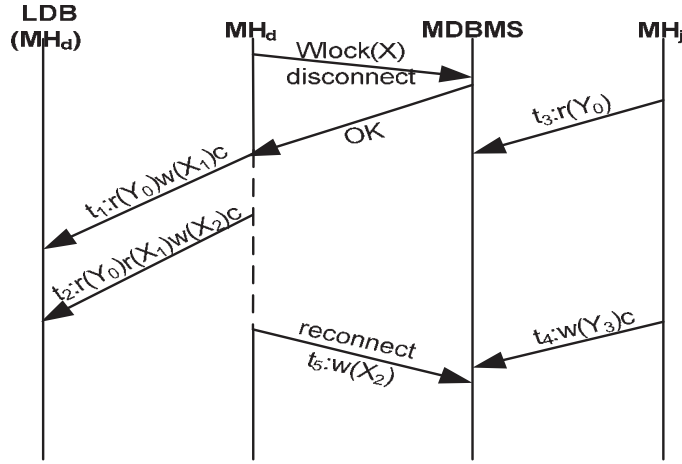 LDB
(MHd)
MHd
MDBMS
MHj
Wlock(X)
disconnect
t3:r(Y0)
OK
t1:r(Y0)w(X1)c
t2:r(Y0)r(X1)w(X2)c
reconnect
t5:w(X2)
t4:w(Y3)c